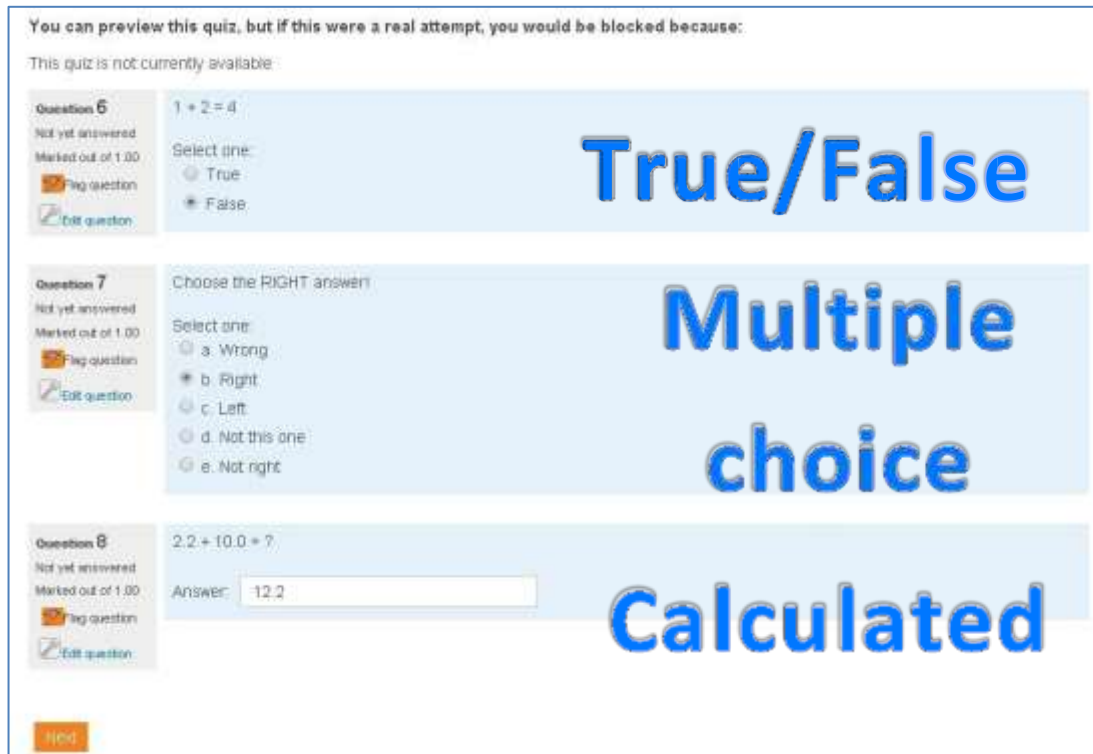 You can preview this quiz, but if this were a real attempt, you would be blocked because:
This quiz is not currently available
Question 6
Not yet answered
Marked out of 1.00
Flag question
Edit question
1 + 2 = 4
Select one:
True
False
True/False
Question 7
Not yet answered
Marked out of 1.00
Flag question
Edit question
Choose the RIGHT answer!
Select one:
a. Wrong
b. Right
c. Left
d. Not this one
e. Not right
Multiple
choice
Question 8
Not yet answered
Marked out of 1.00
Flag question
Edit question
2.2 + 10.0 = ?
Answer: 12.2
Calculated
Next